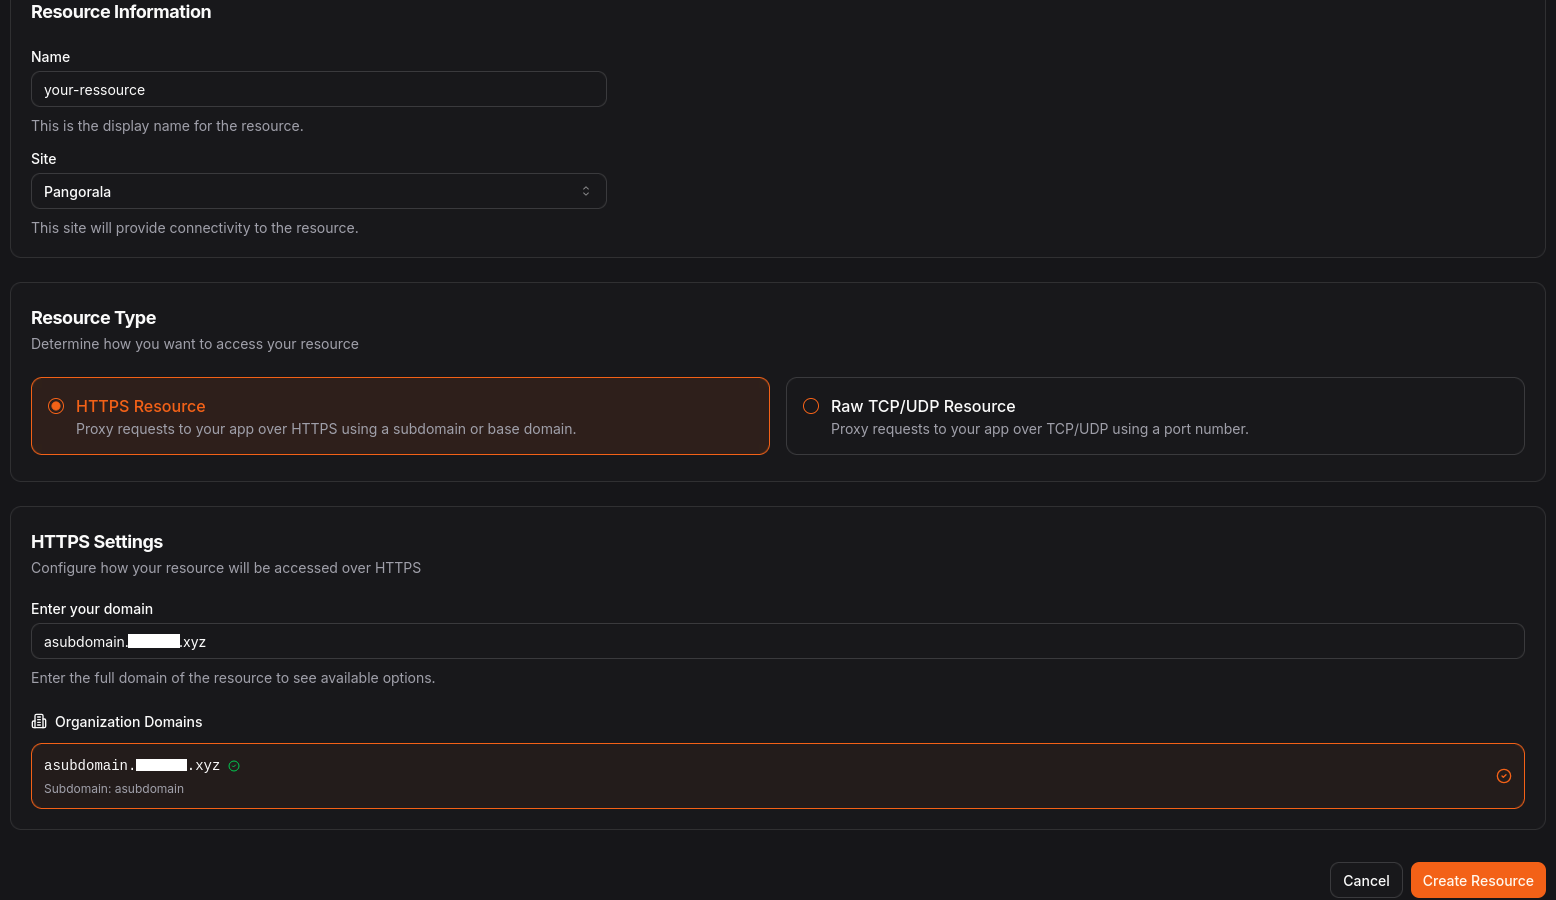 Resource Information
Name
your-ressource
This is the display name for the resource.
Site
Pangorala
This site will provide connectivity to the resource.
Resource Type
Determine how you want to access your resource
HTTPS Resource
Proxy requests to your app over HTTPS using a subdomain or base domain.
Raw TCP/UDP Resource
Proxy requests to your app over TCP/UDP using a port number.
HTTPS Settings
Configure how your resource will be accessed over HTTPS
Enter your domain
asubdomain. .xyz
Enter the full domain of the resource to see available options.
Organization Domains
asubdomain. .xyz
Subdomain: asubdomain
Cancel
Create Resource